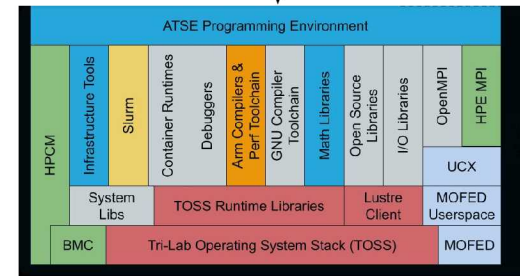 ATSE Programming Environment
HPCM
Infrastructure Tools
Slurm
Container Runtimes
Debuggers
Arm Compilers &
Perf Toolchain
GNU Compiler
Toolchain
Math Libraries
Open Source
Libraries
I/O Libraries
OpenMPI
HPE MPI
UCX
System
Libs
TOSS Runtime Libraries
Lustre
Client
MOFED
Userspace
BMC
Tri-Lab Operating System Stack (TOSS)
MOFED